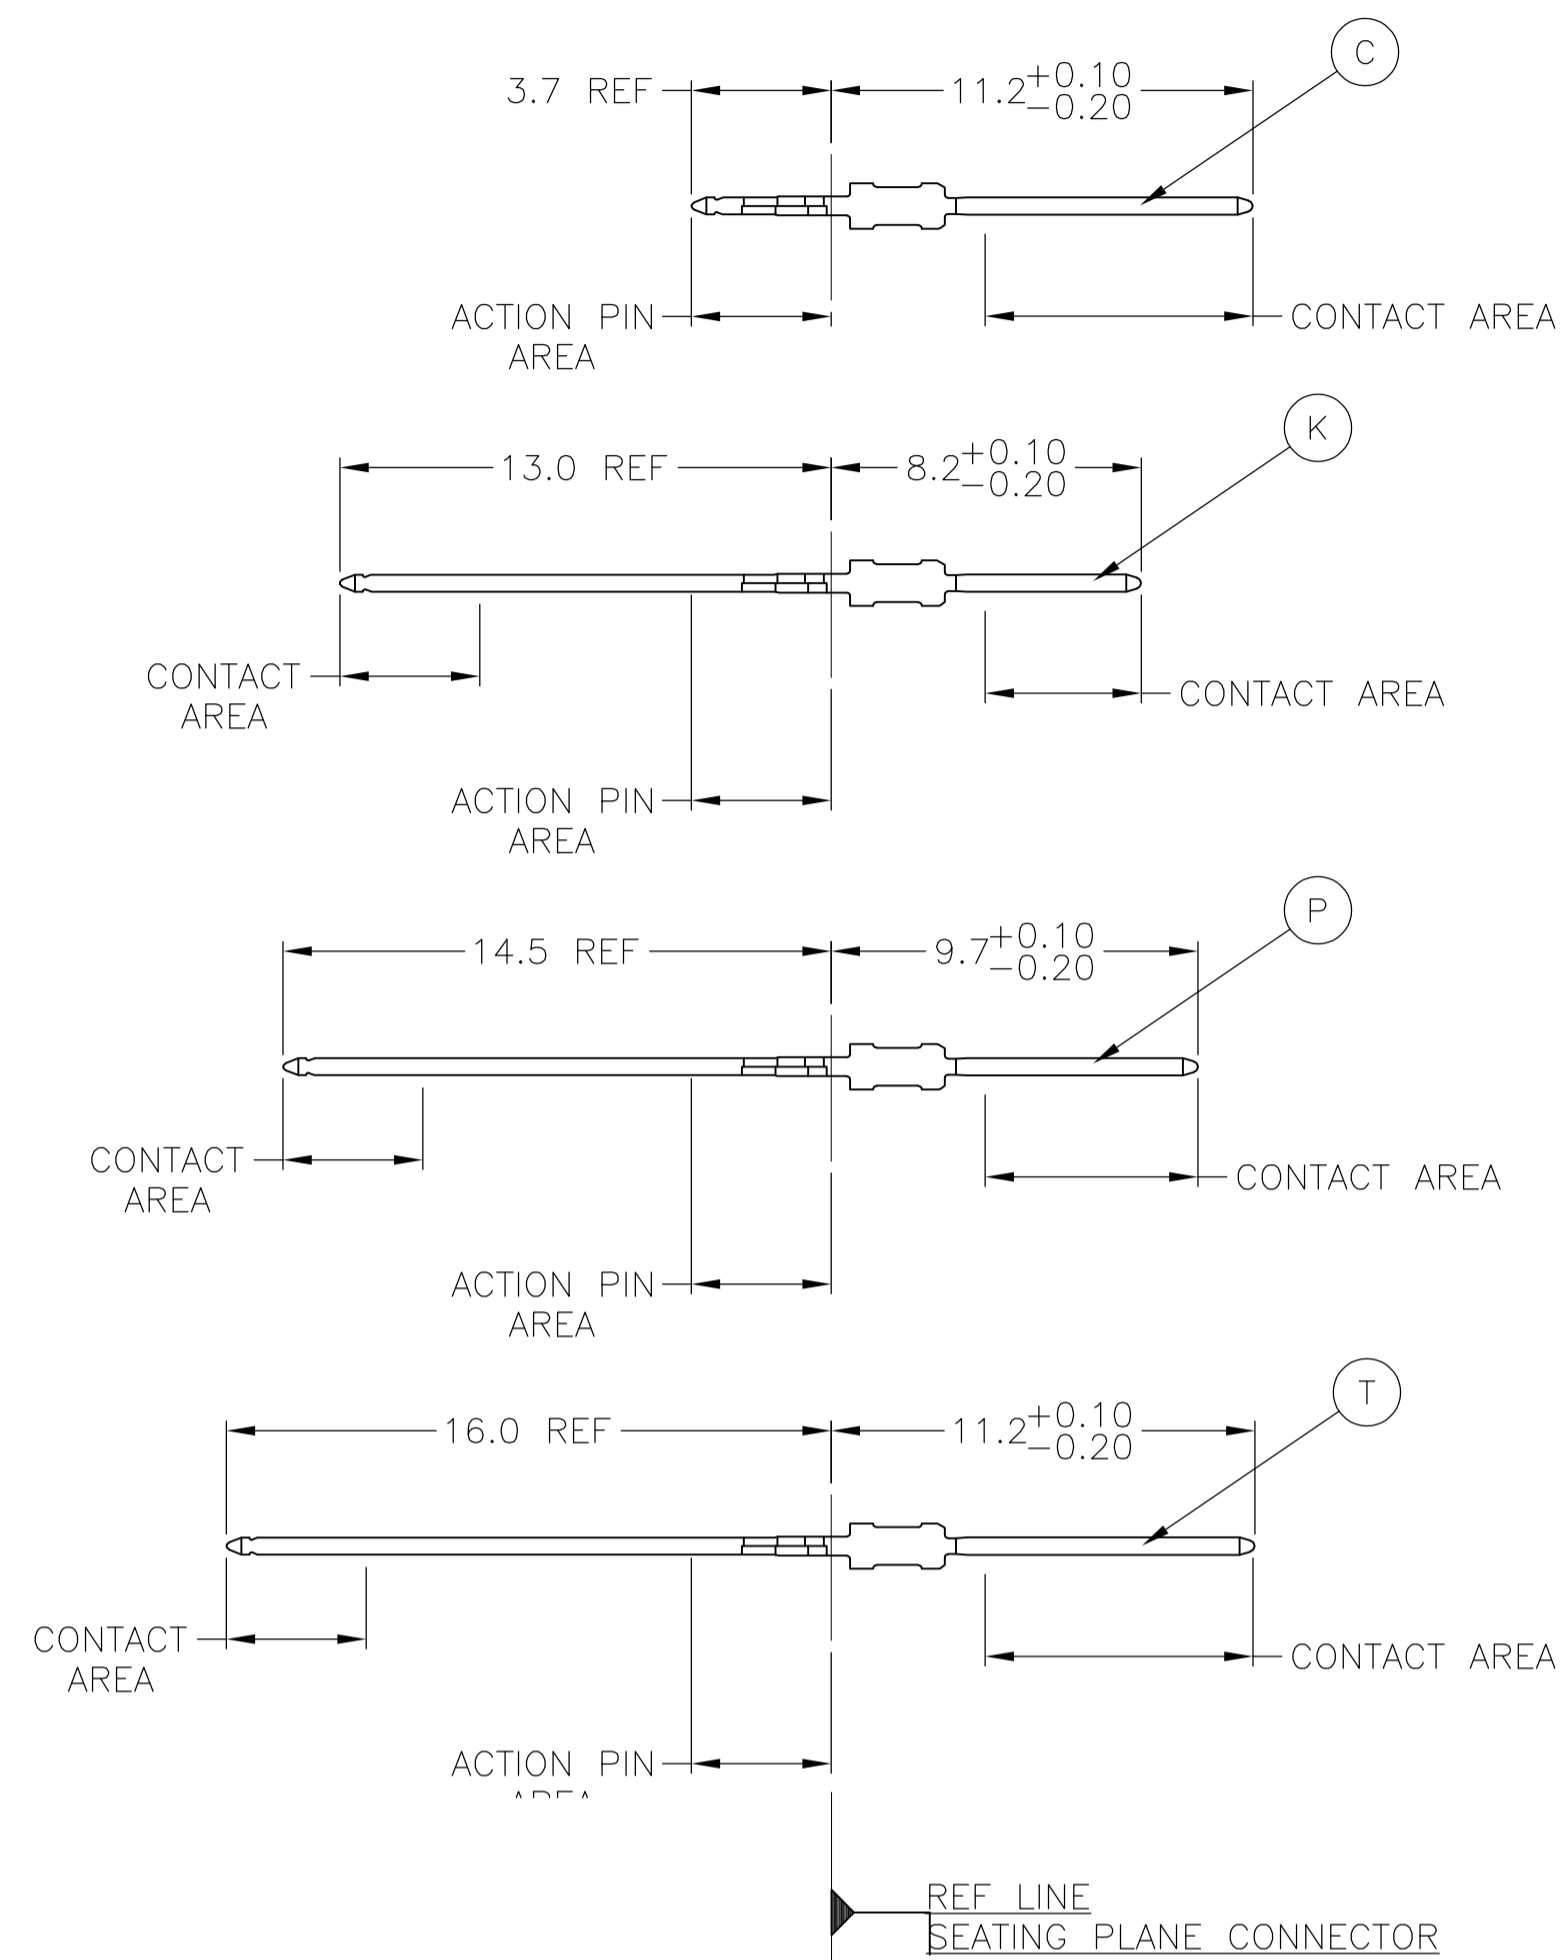 C
3.7 REF
11.2 +0.10
-0.20
ACTION PIN
AREA
CONTACT AREA
K
13.0 REF
8.2 +0.10
-0.20
CONTACT
AREA
CONTACT AREA
ACTION PIN
AREA
P
14.5 REF
9.7 +0.10
-0.20
CONTACT
AREA
CONTACT AREA
ACTION PIN
AREA
T
16.0 REF
11.2 +0.10
-0.20
CONTACT
AREA
CONTACT AREA
ACTION PIN
REF LINE
SEATING PLANE CONNECTOR